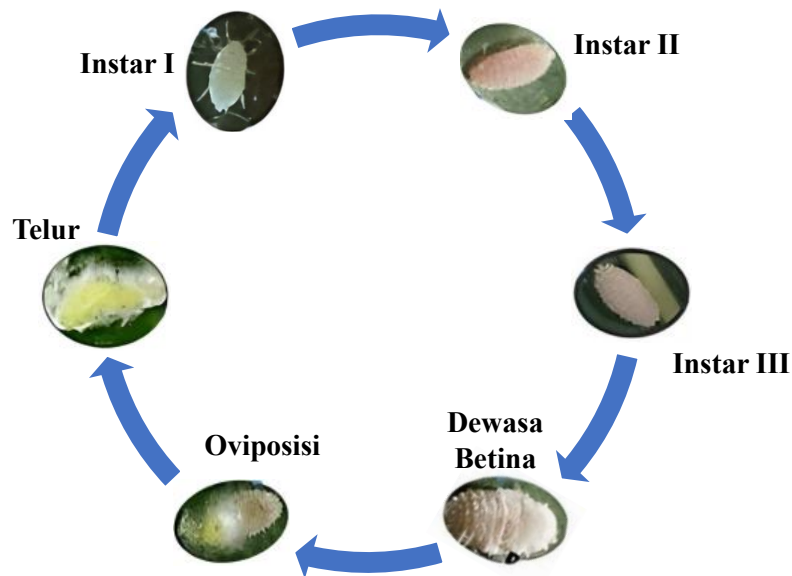 Instar I
Instar II
Telur
Instar III
Dewasa
Betina
Oviposisi